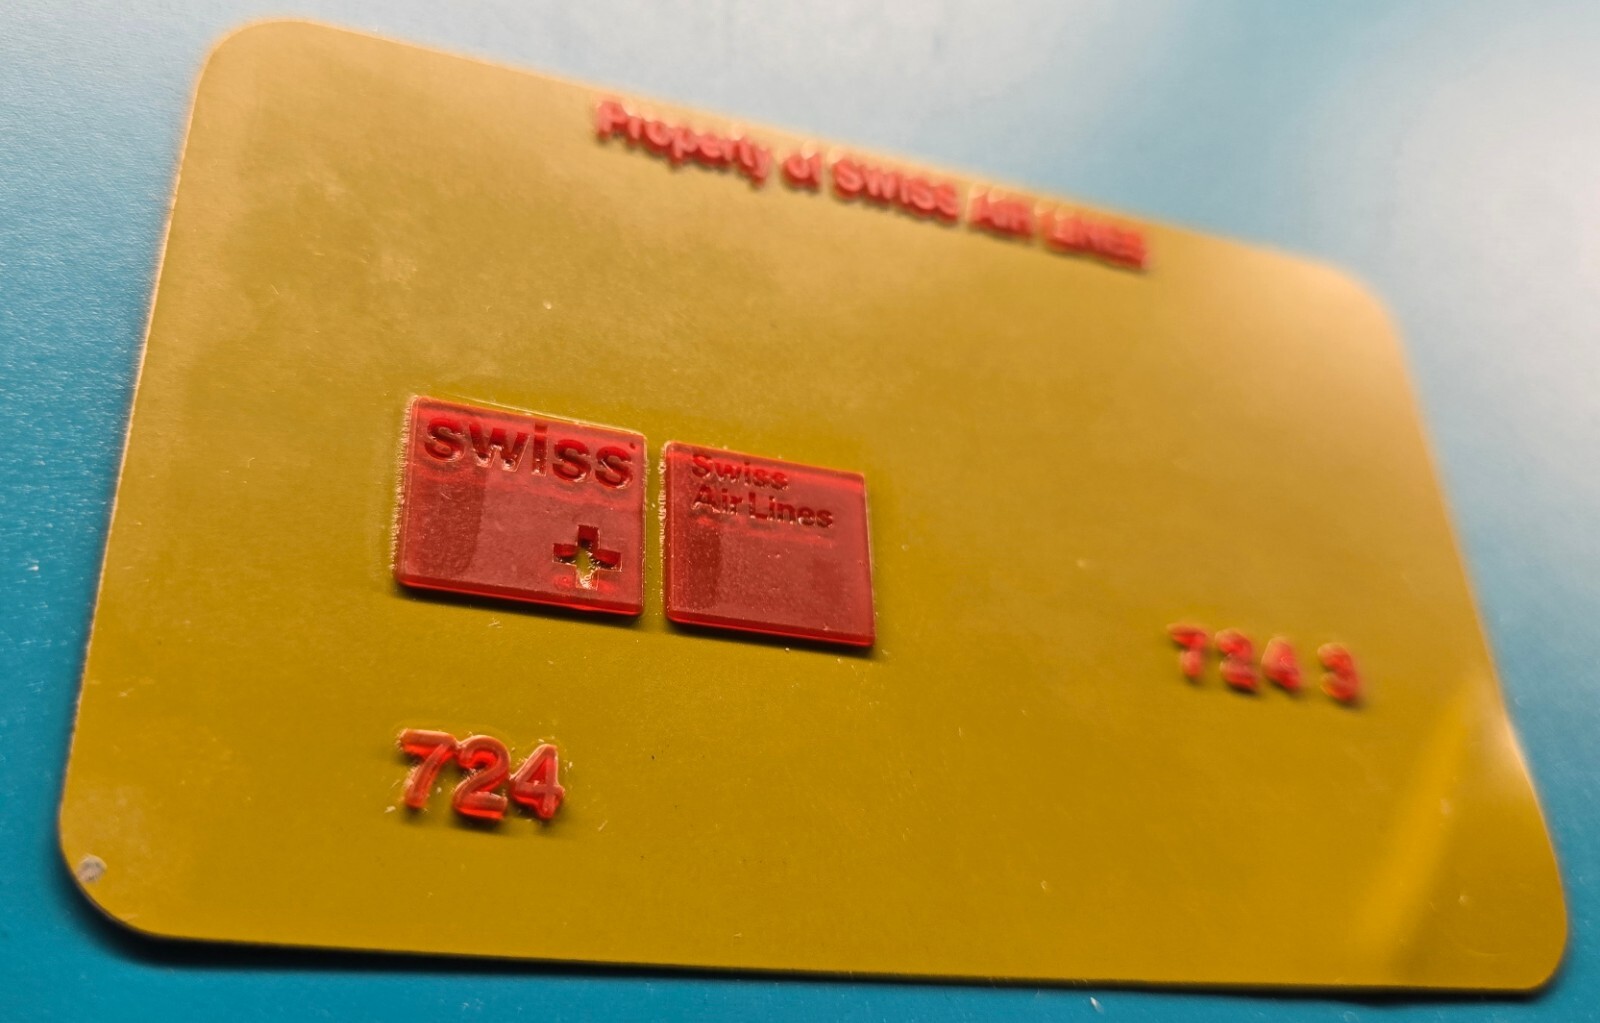 Property of SWISS AIR LINES
swiss
Swiss
Air Lines
724 3
724